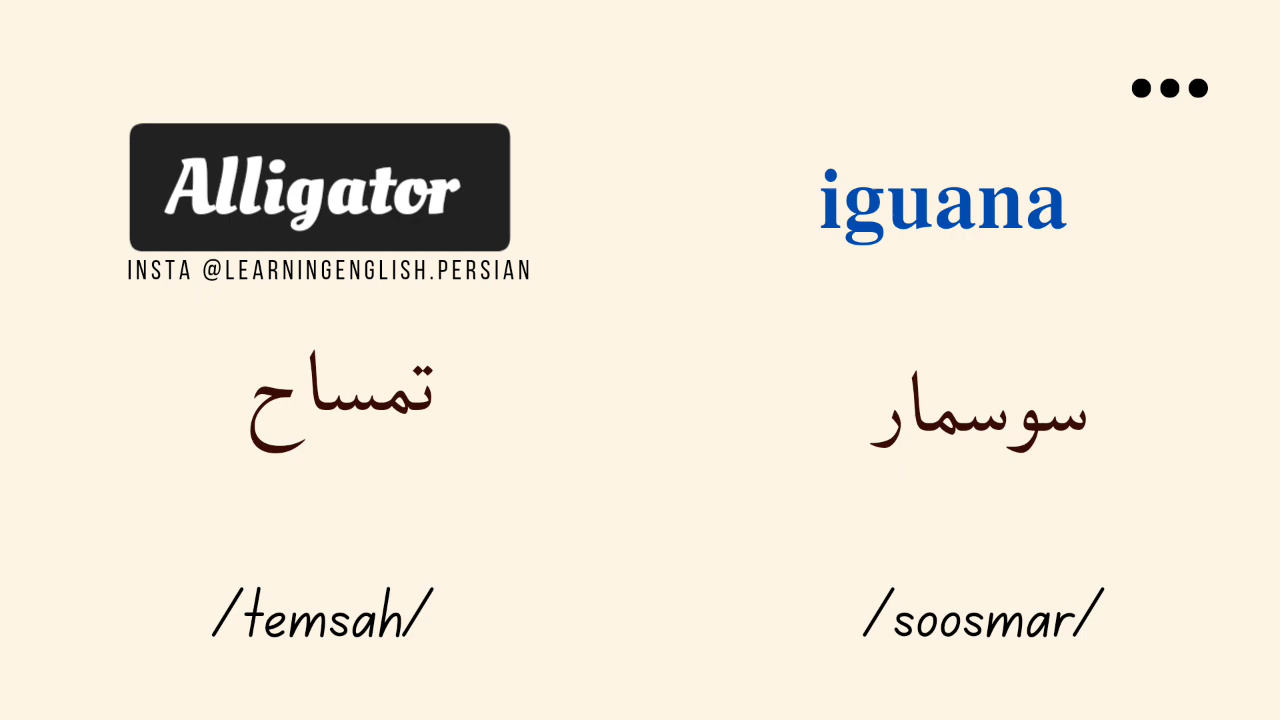 Alligator
INSTA @LEARNINGENGLISH.PERSIAN
تمساح
/temsah/
iguana
سوسمار
/soosmar/